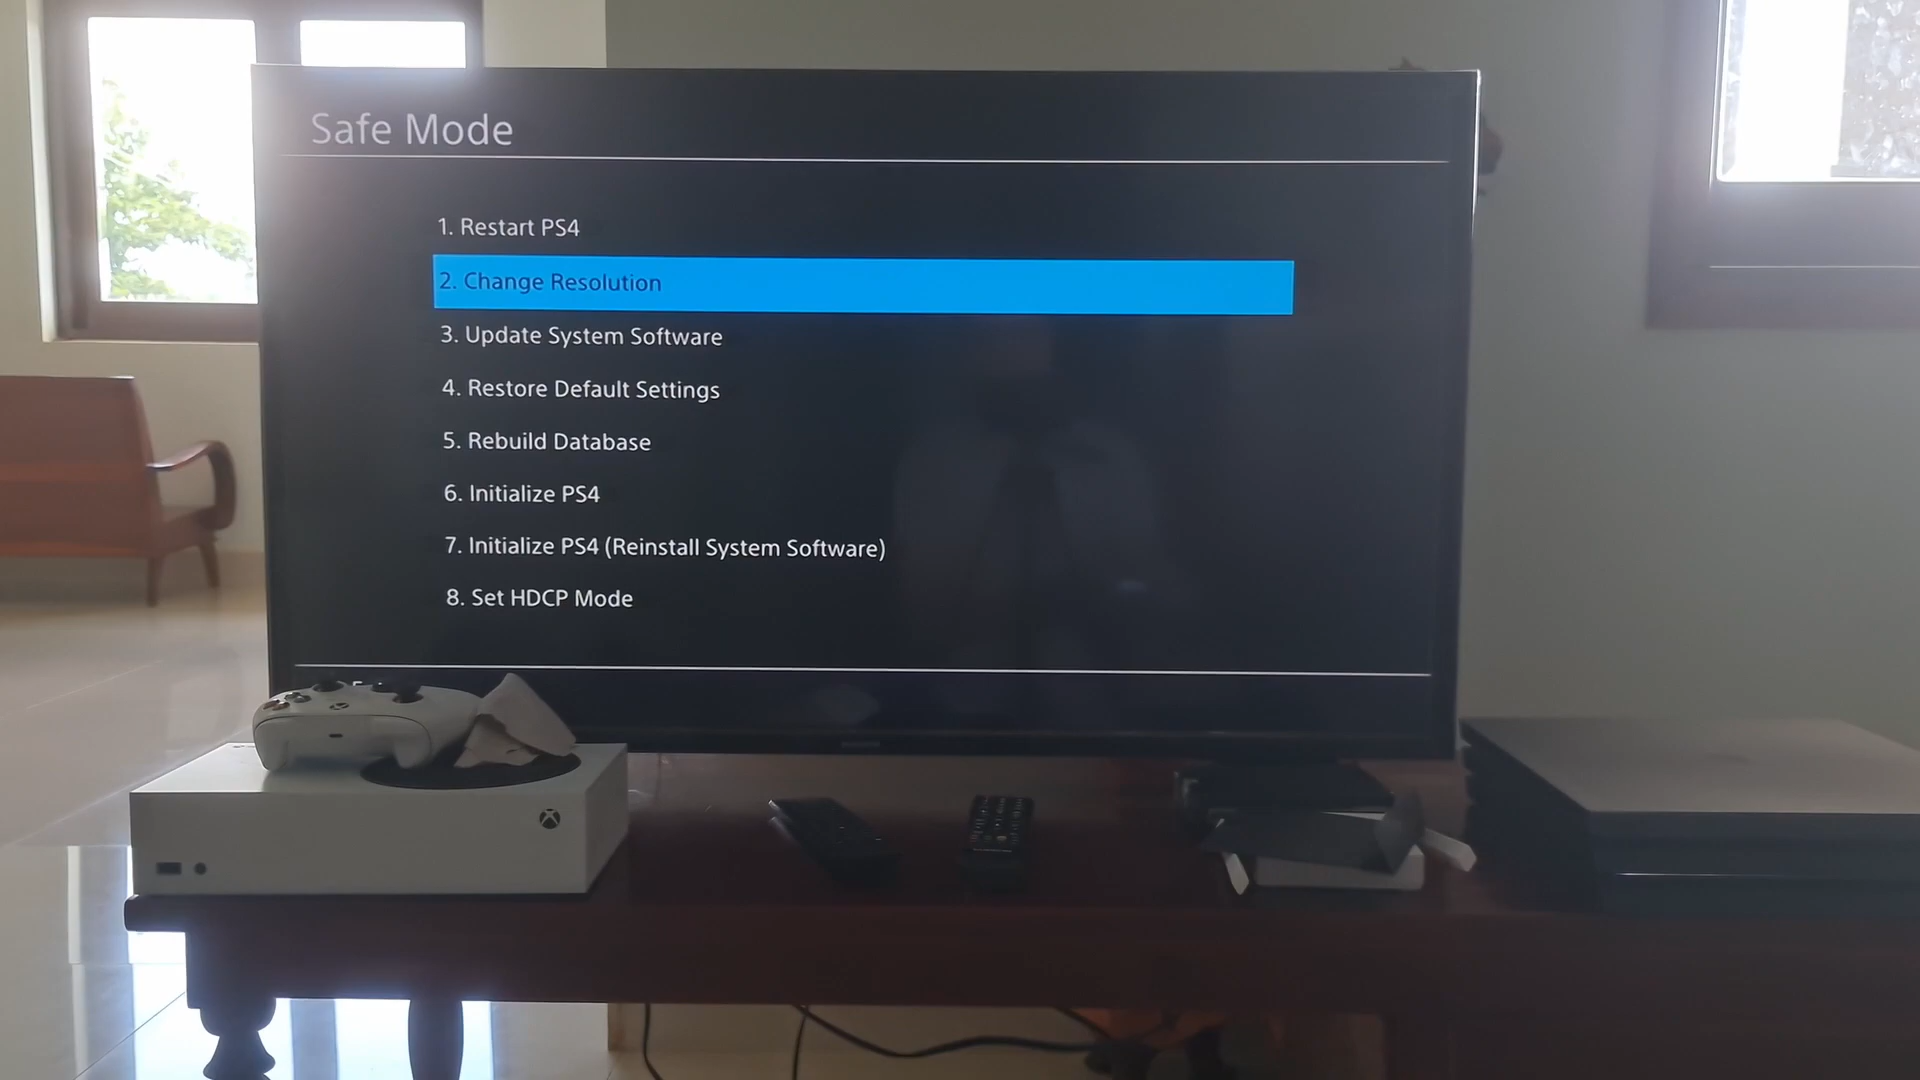 Safe Mode
1. Restart PS4
2. Change Resolution
3. Update System Software
4. Restore Default Settings
5. Rebuild Database
6. Initialize PS4
7. Initialize PS4 (Reinstall System Software)
8. Set HDCP Mode